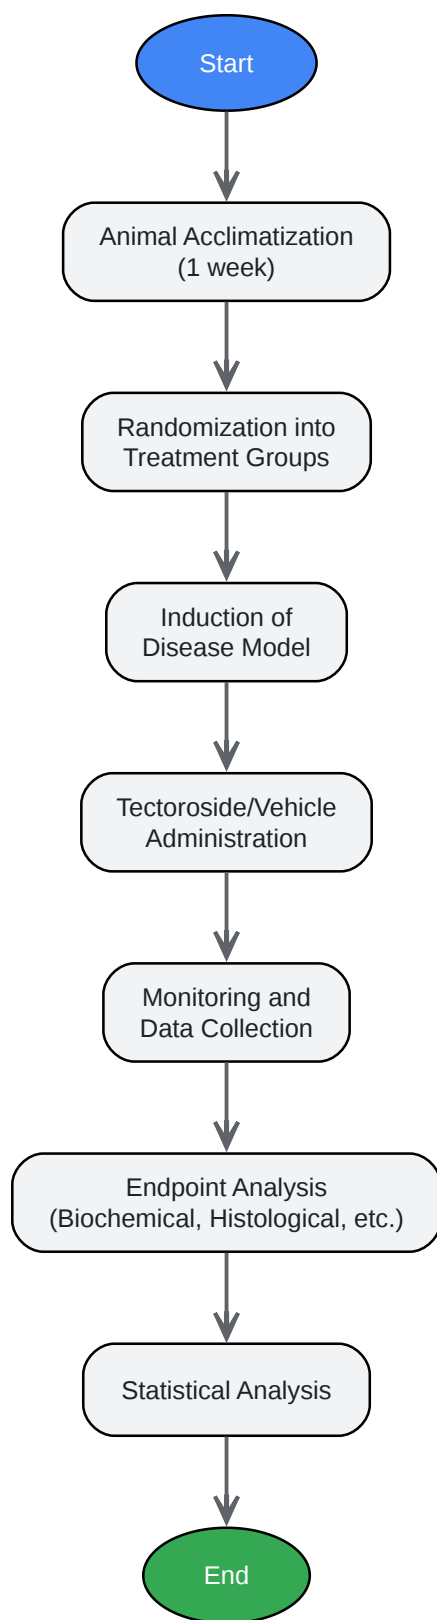 Start
Animal Acclimatization
(1 week)
Randomization into
Treatment Groups
Induction of
Disease Model
Tectoroside/Vehicle
Administration
Monitoring and
Data Collection
Endpoint Analysis
(Biochemical, Histological, etc.)
Statistical Analysis
End